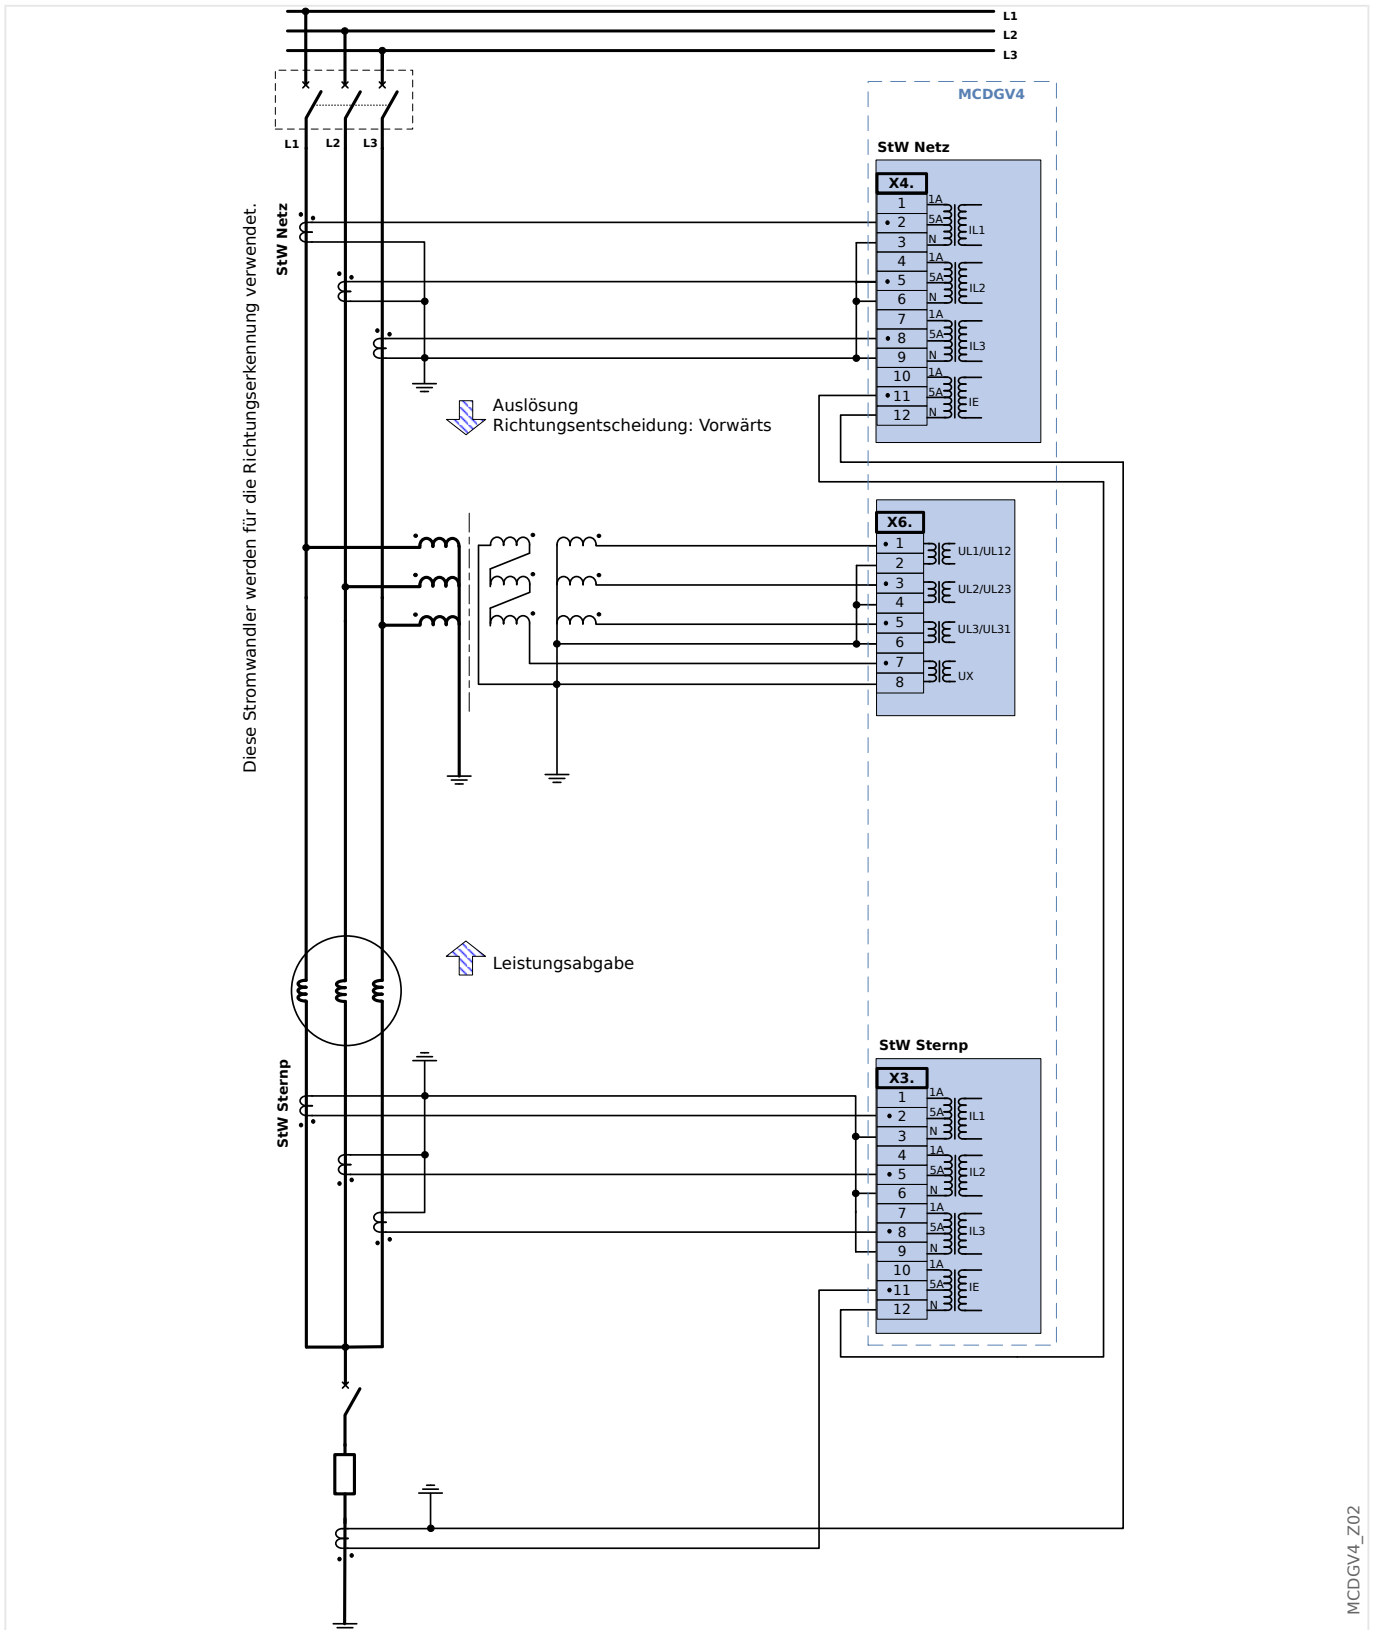 L1
L2
L3
MCDGV4
L1
L2
L3
StW Netz
StW Netz
Diese Stromwandler werden für die Richtungserkennung verwendet.
X4.
1
1A
2
5A
IL1
3
N
4
1A
5
5A
IL2
6
N
7
1A
8
5A
IL3
9
N
10
1A
11
5A
IE
12
N
Auslösung
Richtungsentscheidung: Vorwärts
X6.
1
UL1/UL12
2
3
UL2/UL23
4
5
UL3/UL31
6
7
UX
8
Leistungsabgabe
StW Sternp
StW Sternp
X3.
1
1A
2
5A
IL1
3
N
4
1A
5
5A
IL2
6
N
7
1A
8
5A
IL3
9
N
10
1A
11
5A
IE
12
N
MCDGV4_Z02